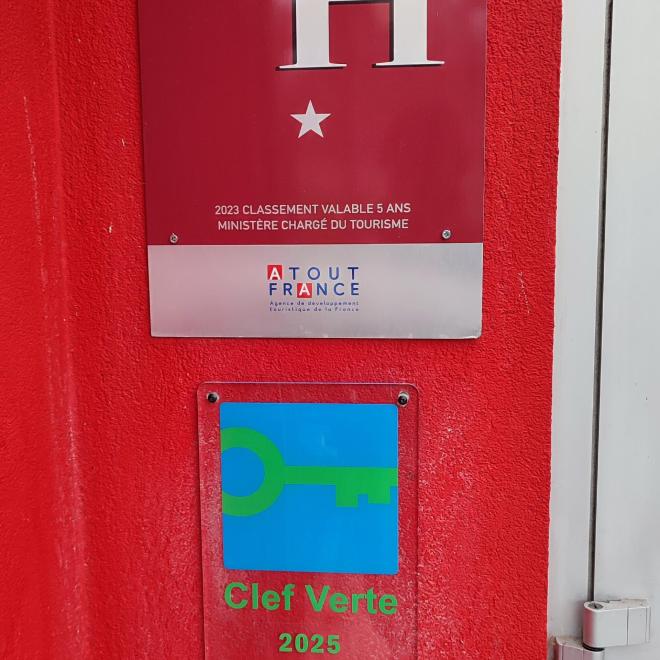 H
2023 CLASSEMENT VALABLE 5 ANS
MINISTÈRE CHARGÉ DU TOURISME
ATOUT
FRANCE
Agence de développement
touristique de la France
Clef Verte
2025